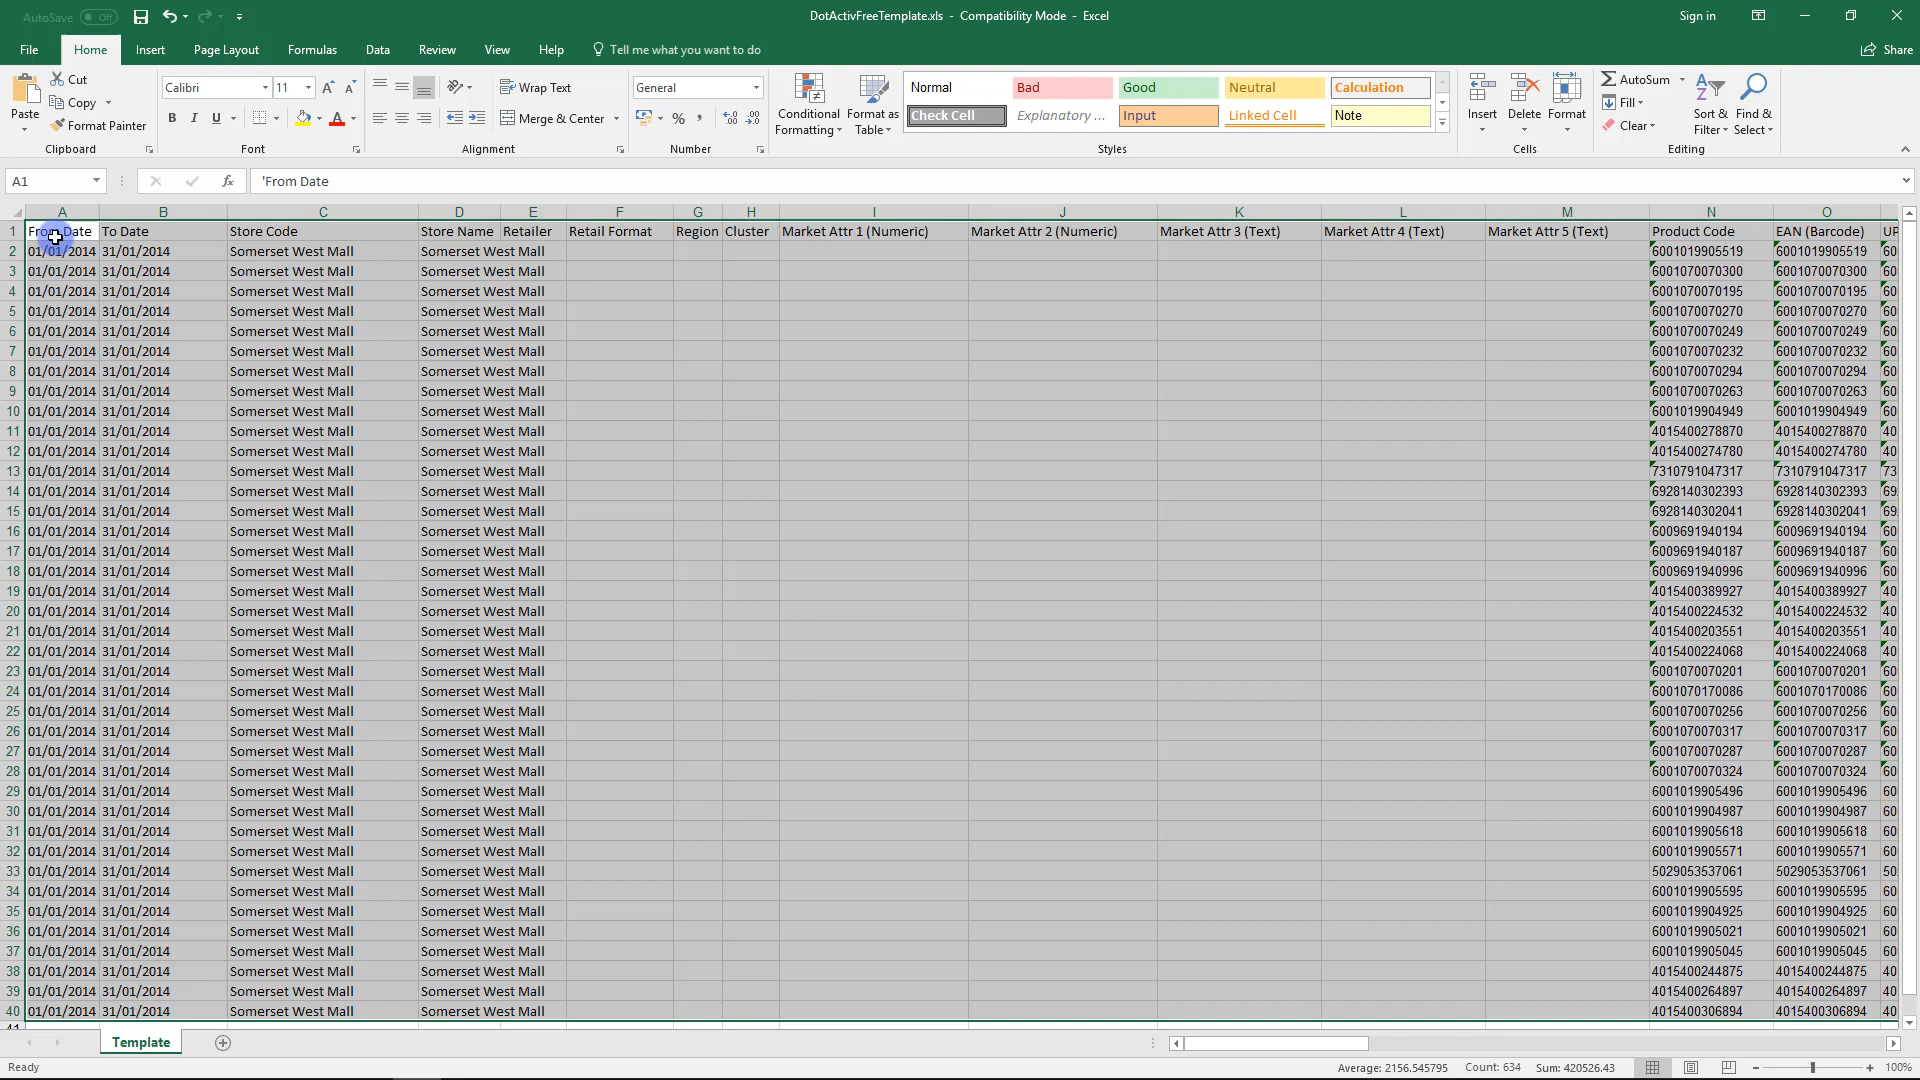 AutoSave Off DotActivFreeTemplate.xls - Compatibility Mode - Excel Sign in
File Home Insert Page Layout Formulas Data Review View Help Tell me what you want to do Share
Paste Cut Copy Format Painter Clipboard
Calibri 11 B I U A Font
Wrap Text Merge & Center Alignment
General % Number
Conditional Formatting Format as Table
Normal Bad Good Neutral Calculation
Check Cell Explanatory ... Input Linked Cell Note
Styles
Insert Delete Format Cells
AutoSum Fill Clear Sort & Filter Find & Select Editing
A1 fx 'From Date
A B C D E F G H I J K L M N O
1 From Date To Date Store Code Store Name Retailer Retail Format Region Cluster Market Attr 1 (Numeric) Market Attr 2 (Numeric) Market Attr 3 (Text) Market Attr 4 (Text) Market Attr 5 (Text) Product Code EAN (Barcode) UP
2 01/01/2014 31/01/2014 Somerset West Mall Somerset West Mall 6001019905519 6001019905519 60
3 01/01/2014 31/01/2014 Somerset West Mall Somerset West Mall 6001070070300 6001070070300 60
4 01/01/2014 31/01/2014 Somerset West Mall Somerset West Mall 6001070070195 6001070070195 60
5 01/01/2014 31/01/2014 Somerset West Mall Somerset West Mall 6001070070270 6001070070270 60
6 01/01/2014 31/01/2014 Somerset West Mall Somerset West Mall 6001070070249 6001070070249 60
7 01/01/2014 31/01/2014 Somerset West Mall Somerset West Mall 6001070070232 6001070070232 60
8 01/01/2014 31/01/2014 Somerset West Mall Somerset West Mall 6001070070294 6001070070294 60
9 01/01/2014 31/01/2014 Somerset West Mall Somerset West Mall 6001070070263 6001070070263 60
10 01/01/2014 31/01/2014 Somerset West Mall Somerset West Mall 6001019904949 6001019904949 60
11 01/01/2014 31/01/2014 Somerset West Mall Somerset West Mall 4015400278870 4015400278870 40
12 01/01/2014 31/01/2014 Somerset West Mall Somerset West Mall 4015400274780 4015400274780 40
13 01/01/2014 31/01/2014 Somerset West Mall Somerset West Mall 7310791047317 7310791047317 73
14 01/01/2014 31/01/2014 Somerset West Mall Somerset West Mall 6928140302393 6928140302393 69
15 01/01/2014 31/01/2014 Somerset West Mall Somerset West Mall 6928140302041 6928140302041 69
16 01/01/2014 31/01/2014 Somerset West Mall Somerset West Mall 6009691940194 6009691940194 60
17 01/01/2014 31/01/2014 Somerset West Mall Somerset West Mall 6009691940187 6009691940187 60
18 01/01/2014 31/01/2014 Somerset West Mall Somerset West Mall 6009691940996 6009691940996 60
19 01/01/2014 31/01/2014 Somerset West Mall Somerset West Mall 4015400389927 4015400389927 40
20 01/01/2014 31/01/2014 Somerset West Mall Somerset West Mall 4015400224532 4015400224532 40
21 01/01/2014 31/01/2014 Somerset West Mall Somerset West Mall 4015400203551 4015400203551 40
22 01/01/2014 31/01/2014 Somerset West Mall Somerset West Mall 4015400224068 4015400224068 40
23 01/01/2014 31/01/2014 Somerset West Mall Somerset West Mall 6001070070201 6001070070201 60
24 01/01/2014 31/01/2014 Somerset West Mall Somerset West Mall 6001070170086 6001070170086 60
25 01/01/2014 31/01/2014 Somerset West Mall Somerset West Mall 6001070070256 6001070070256 60
26 01/01/2014 31/01/2014 Somerset West Mall Somerset West Mall 6001070070317 6001070070317 60
27 01/01/2014 31/01/2014 Somerset West Mall Somerset West Mall 6001070070287 6001070070287 60
28 01/01/2014 31/01/2014 Somerset West Mall Somerset West Mall 6001070070324 6001070070324 60
29 01/01/2014 31/01/2014 Somerset West Mall Somerset West Mall 6001019905496 6001019905496 60
30 01/01/2014 31/01/2014 Somerset West Mall Somerset West Mall 6001019904987 6001019904987 60
31 01/01/2014 31/01/2014 Somerset West Mall Somerset West Mall 6001019905618 6001019905618 60
32 01/01/2014 31/01/2014 Somerset West Mall Somerset West Mall 6001019905571 6001019905571 60
33 01/01/2014 31/01/2014 Somerset West Mall Somerset West Mall 5029053537061 5029053537061 50
34 01/01/2014 31/01/2014 Somerset West Mall Somerset West Mall 6001019905595 6001019905595 60
35 01/01/2014 31/01/2014 Somerset West Mall Somerset West Mall 6001019904925 6001019904925 60
36 01/01/2014 31/01/2014 Somerset West Mall Somerset West Mall 6001019905021 6001019905021 60
37 01/01/2014 31/01/2014 Somerset West Mall Somerset West Mall 6001019905045 6001019905045 60
38 01/01/2014 31/01/2014 Somerset West Mall Somerset West Mall 4015400244875 4015400244875 40
39 01/01/2014 31/01/2014 Somerset West Mall Somerset West Mall 4015400264897 4015400264897 40
40 01/01/2014 31/01/2014 Somerset West Mall Somerset West Mall 4015400306894 4015400306894 40
41
Template
Ready Average: 2156.545795 Count: 634 Sum: 420526.43 100%